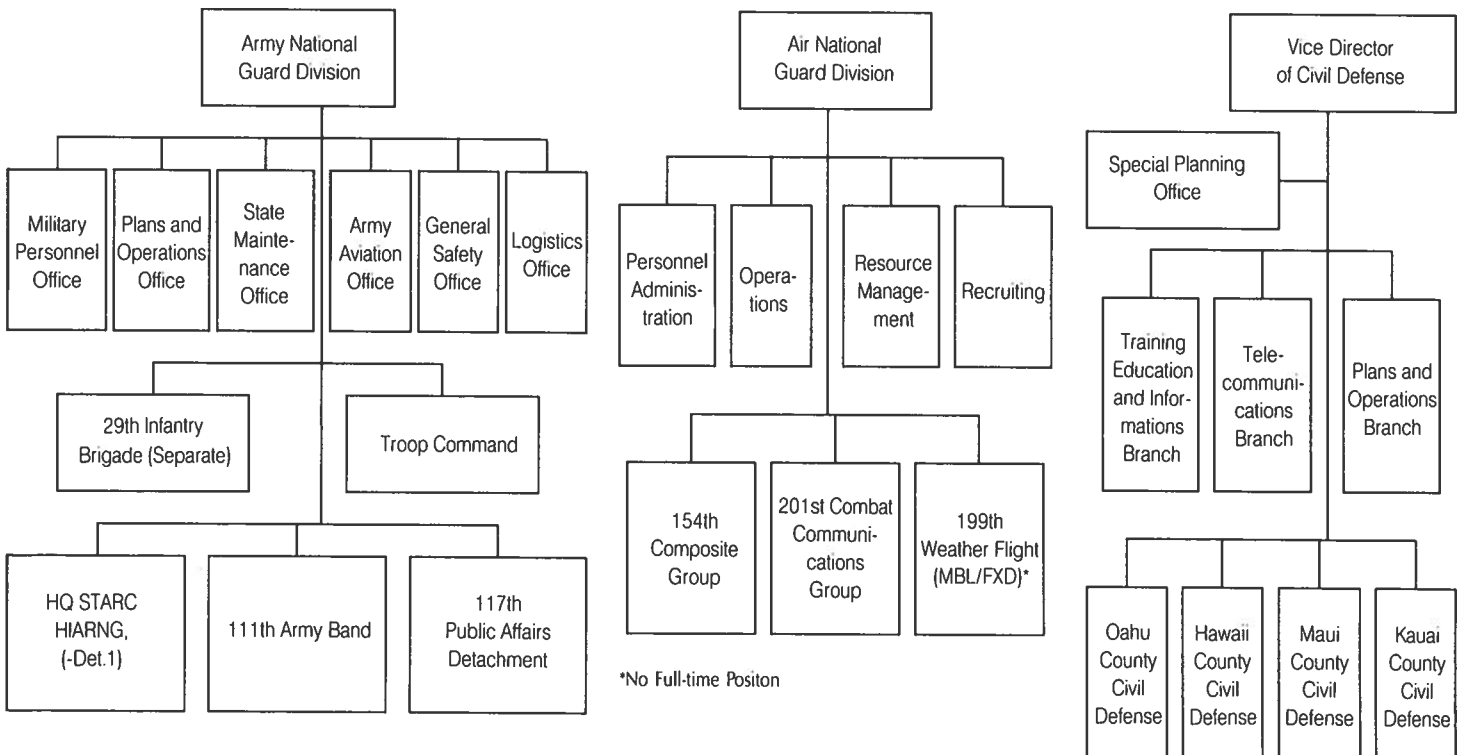 Army National
Guard Division
Military
Personnel
Office
Plans and
Operations
Office
State
Mainte-
nance
Office
Army
Aviation
Office
General
Safety
Office
Logistics
Office
29th Infantry
Brigade (Separate)
Troop Command
HQ STARC
HIARNG,
(-Det.1)
111th Army Band
117th
Public Affairs
Detachment
Air National
Guard Division
Personnel
Adminis-
tration
Opera-
tions
Resource
Manage-
ment
Recruiting
154th
Composite
Group
201st Combat
Communi-
cations
Group
199th
Weather Flight
(MBL/FXD)*
*No Full-time Positon
Vice Director
of Civil Defense
Special Planning
Office
Training
Education
and Infor-
mations
Branch
Tele-
communi-
cations
Branch
Plans and
Operations
Branch
Oahu
County
Civil
Defense
Hawaii
County
Civil
Defense
Maui
County
Civil
Defense
Kauai
County
Civil
Defense